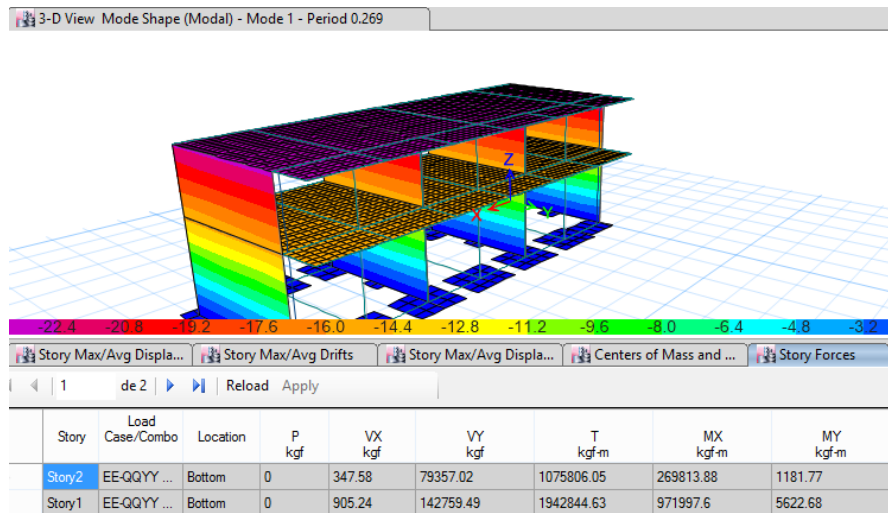 3-D View Mode Shape (Modal) - Mode 1 - Period 0.269
Z
X
Y
-22.4 -20.8 -19.2 -17.6 -16.0 -14.4 -12.8 -11.2 -9.6 -8.0 -6.4 -4.8 -3.2
Story Max/Avg Displa... Story Max/Avg Drifts Story Max/Avg Displa... Centers of Mass and ... Story Forces
1 de 2 Reload Apply
Story Load Case/Combo Location P kgf VX kgf VY kgf T kgf-m MX kgf-m MY kgf-m
Story2 EE-QQYY ... Bottom 0 347.58 79357.02 1075806.05 269813.88 1181.77
Story1 EE-QQYY ... Bottom 0 905.24 142759.49 1942844.63 971997.6 5622.68